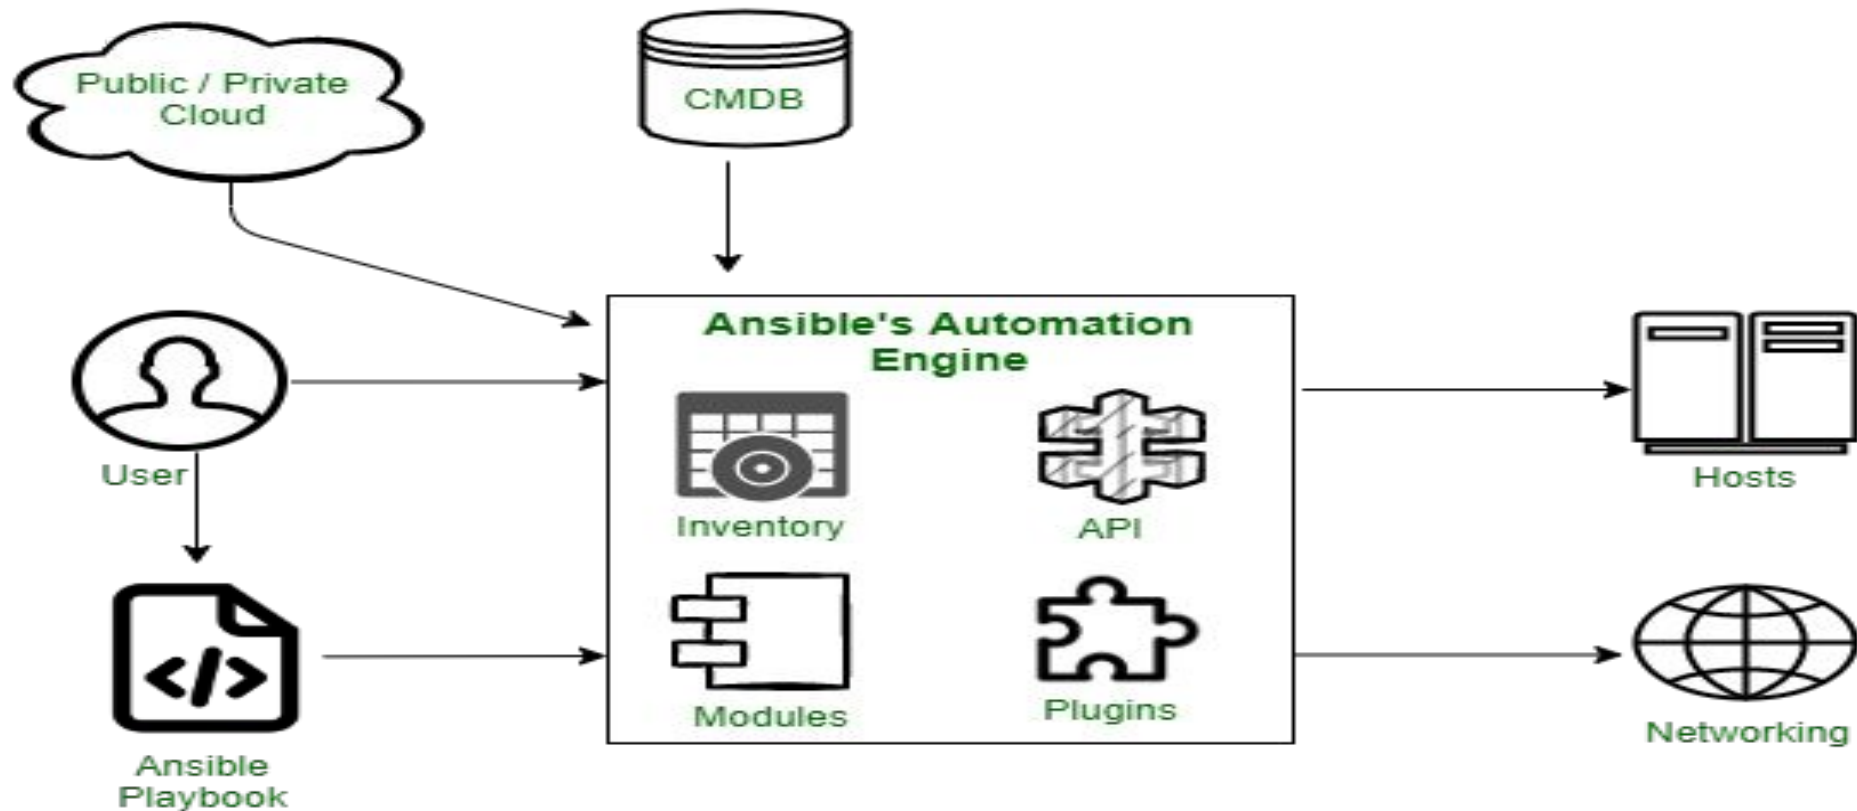 Public / Private
Cloud
CMDB
Ansible's Automation
Engine
User
Inventory
API
Hosts
Modules
Plugins
Networking
Ansible
Playbook